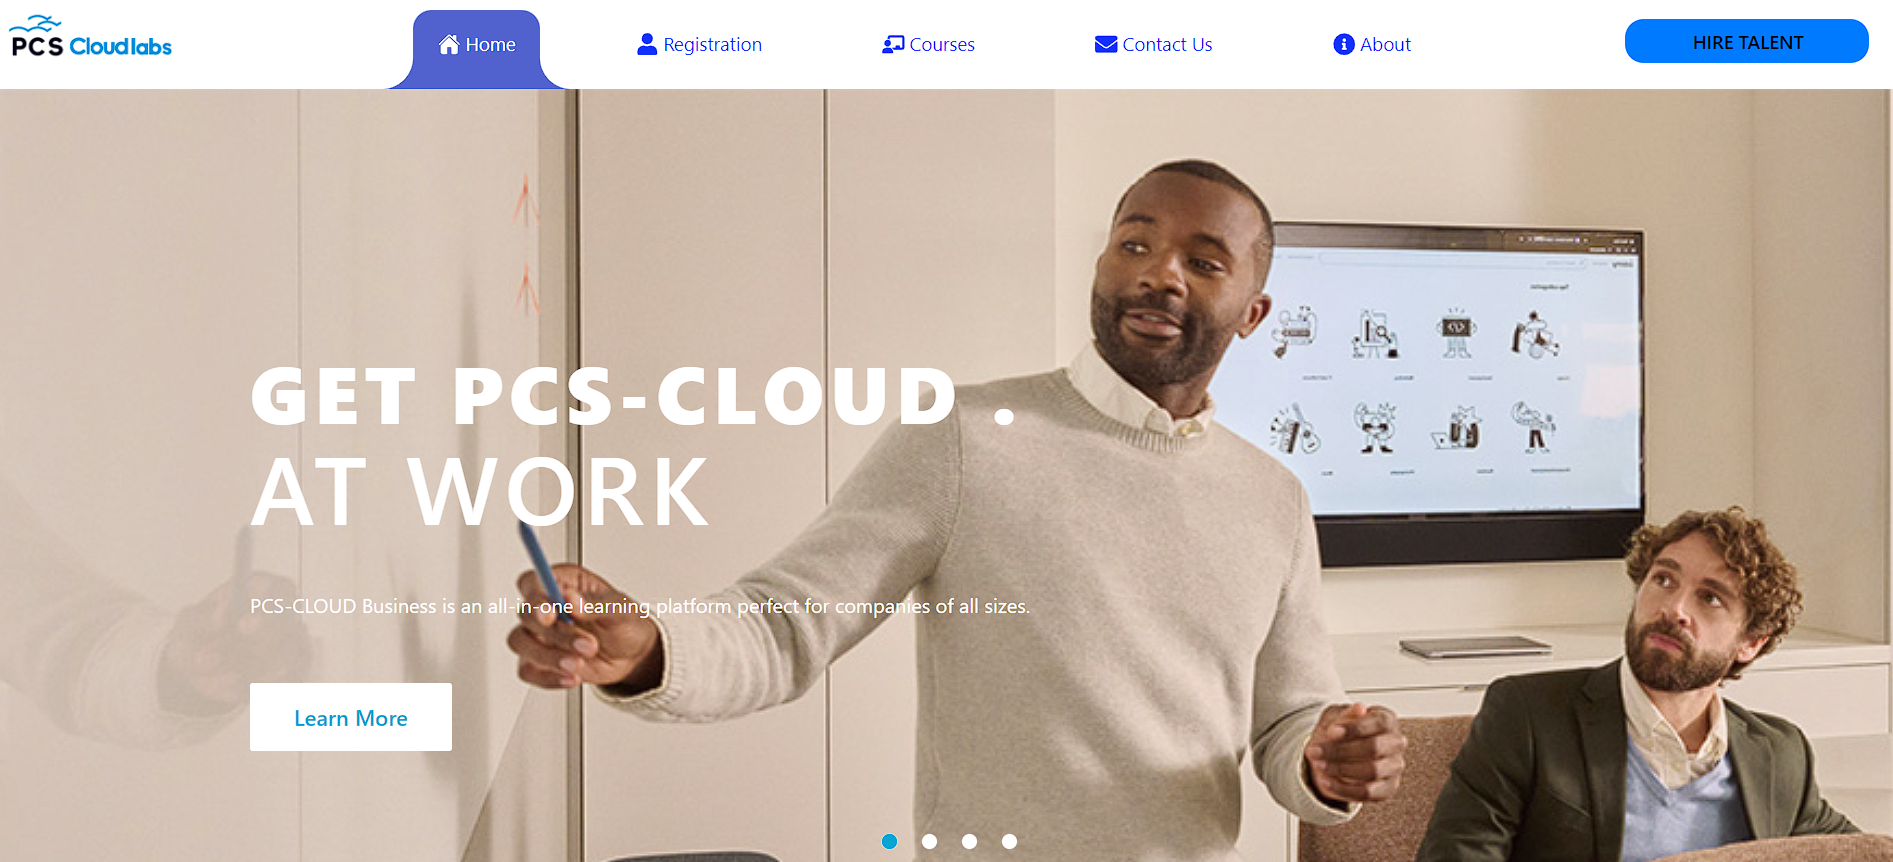 PCS Cloudlabs
Home
Registration
Courses
Contact Us
About
HIRE TALENT
GET PCS-CLOUD .
AT WORK
PCS-CLOUD Business is an all-in-one learning platform perfect for companies of all sizes.
Learn More